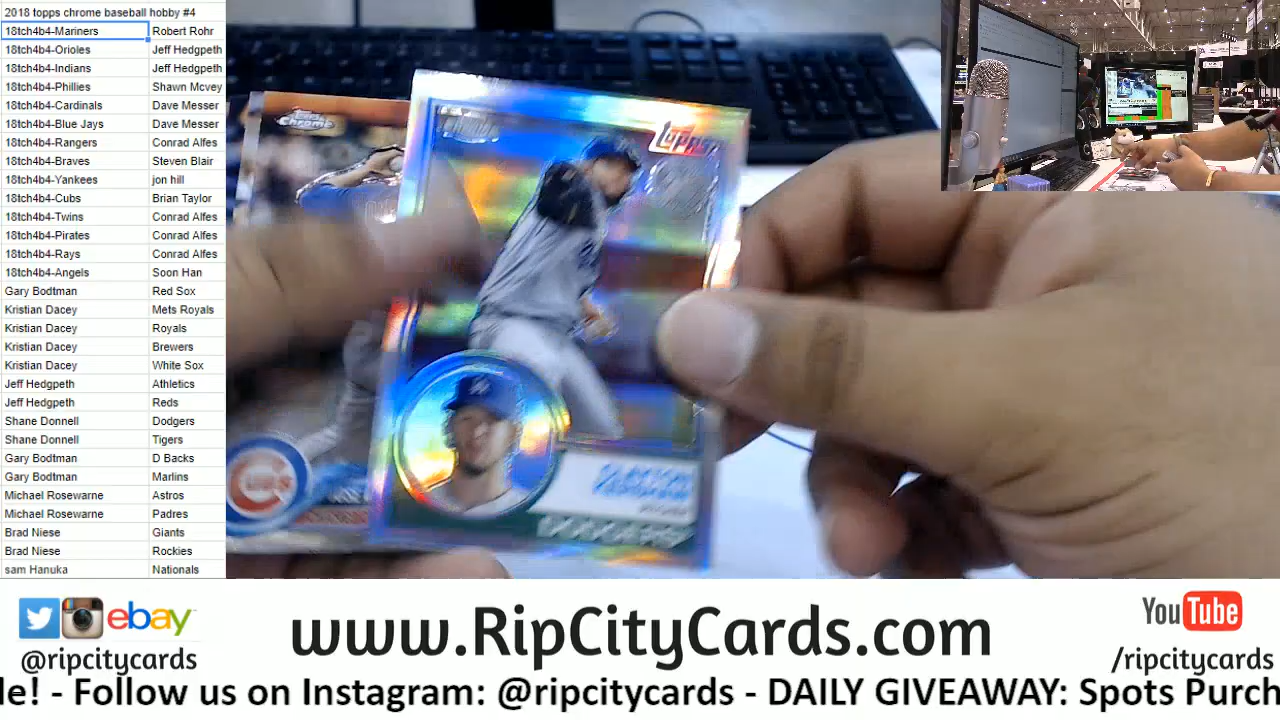 2018 topps chrome baseball hobby #4
18tch4b4-Mariners Robert Rohr
18tch4b4-Orioles Jeff Hedgpeth
18tch4b4-Indians Jeff Hedgpeth
18tch4b4-Phillies Shawn Mcvey
18tch4b4-Cardinals Dave Messer
18tch4b4-Blue Jays Dave Messer
18tch4b4-Rangers Conrad Alfes
18tch4b4-Braves Steven Blair
18tch4b4-Yankees jon hill
18tch4b4-Cubs Brian Taylor
18tch4b4-Twins Conrad Alfes
18tch4b4-Pirates Conrad Alfes
18tch4b4-Rays Conrad Alfes
18tch4b4-Angels Soon Han
Gary Bodtman Red Sox
Kristian Dacey Mets Royals
Kristian Dacey Royals
Kristian Dacey Brewers
Kristian Dacey White Sox
Jeff Hedgpeth Athletics
Jeff Hedgpeth Reds
Shane Donnell Dodgers
Shane Donnell Tigers
Gary Bodtman D Backs
Gary Bodtman Marlins
Michael Rosewarne Astros
Michael Rosewarne Padres
Brad Niese Giants
Brad Niese Rockies
sam Hanuka Nationals
Chrome
Topps
CUBS
CLAYTON
KERSHAW
DODGERS
ebay
@ripcitycards
www.RipCityCards.com
YouTube
/ripcitycards
le! - Follow us on Instagram: @ripcitycards - DAILY GIVEAWAY: Spots Purch